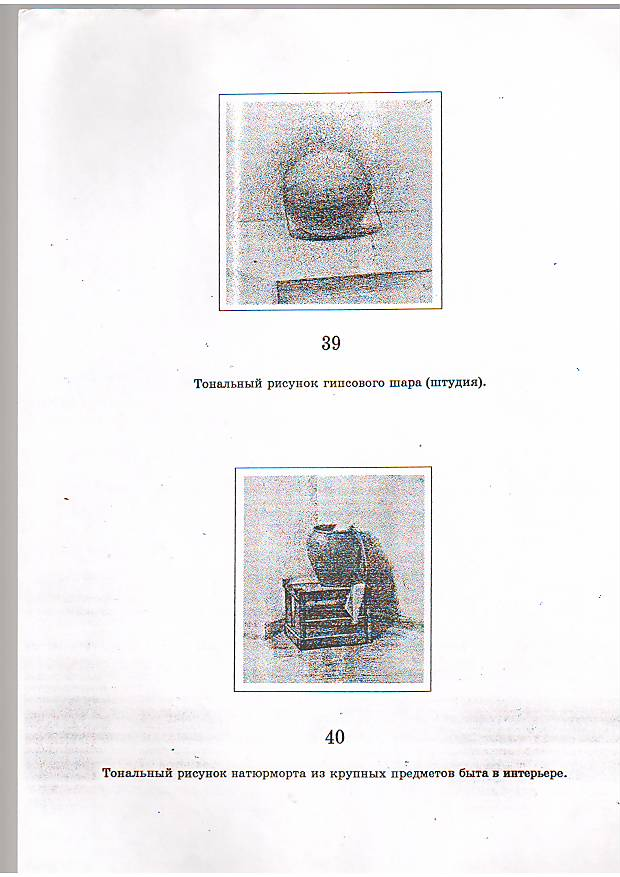 39
Тональный рисунок гипсового шара (штудия).
40
Тональный рисунок натюрморта из крупных предметов быта в интерьере.